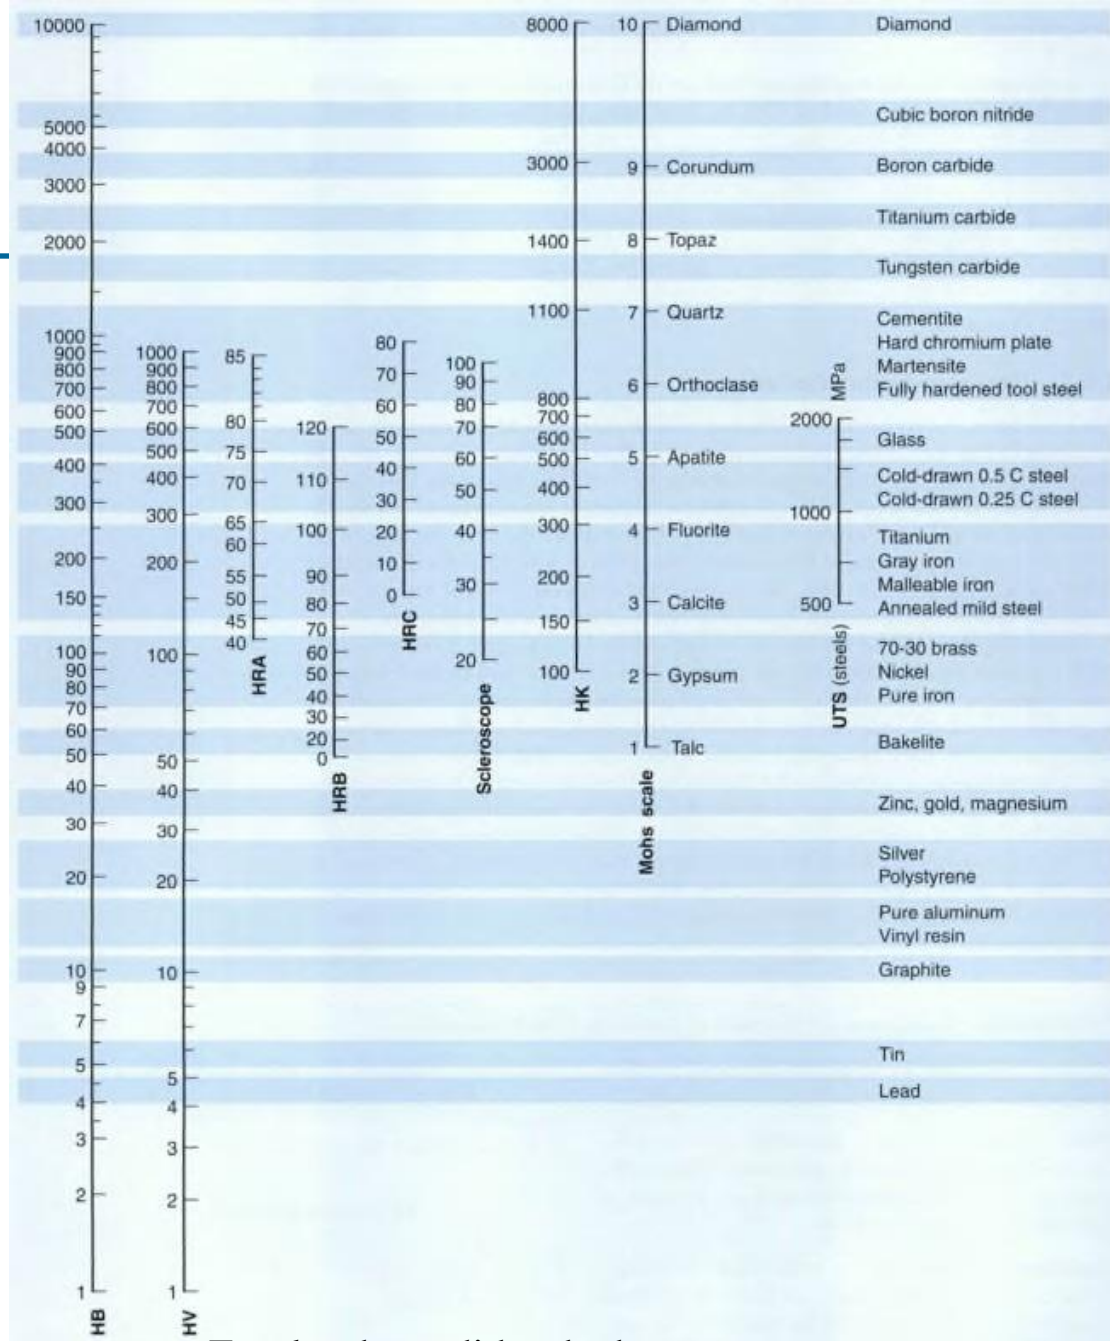 10000
5000
4000
3000
2000
1000
900
800
700
600
500
400
300
200
150
100
90
80
70
60
50
40
30
20
10
9
7
5
4
3
2
1
HB
1000
900
800
700
600
500
400
300
200
100
50
40
30
20
10
5
4
3
2
1
HV
85
80
75
70
65
60
55
50
45
40
HRA
120
110
100
90
80
70
60
50
40
30
20
0
HRB
80
70
60
50
40
30
20
10
0
HRC
100
90
80
70
60
50
40
30
20
Scleroscope
8000
3000
1400
1100
800
700
600
500
400
300
200
150
100
HK
10 Diamond
9 Corundum
8 Topaz
7 Quartz
6 Orthoclase
5 Apatite
4 Fluorite
3 Calcite
2 Gypsum
1 Talc
Mohs scale
MPa
2000
1000
500
UTS (steels)
Diamond
Cubic boron nitride
Boron carbide
Titanium carbide
Tungsten carbide
Cementite
Hard chromium plate
Martensite
Fully hardened tool steel
Glass
Cold-drawn 0.5 C steel
Cold-drawn 0.25 C steel
Titanium
Gray iron
Malleable iron
Annealed mild steel
70-30 brass
Nickel
Pure iron
Bakelite
Zinc, gold, magnesium
Silver
Polystyrene
Pure aluminum
Vinyl resin
Graphite
Tin
Lead